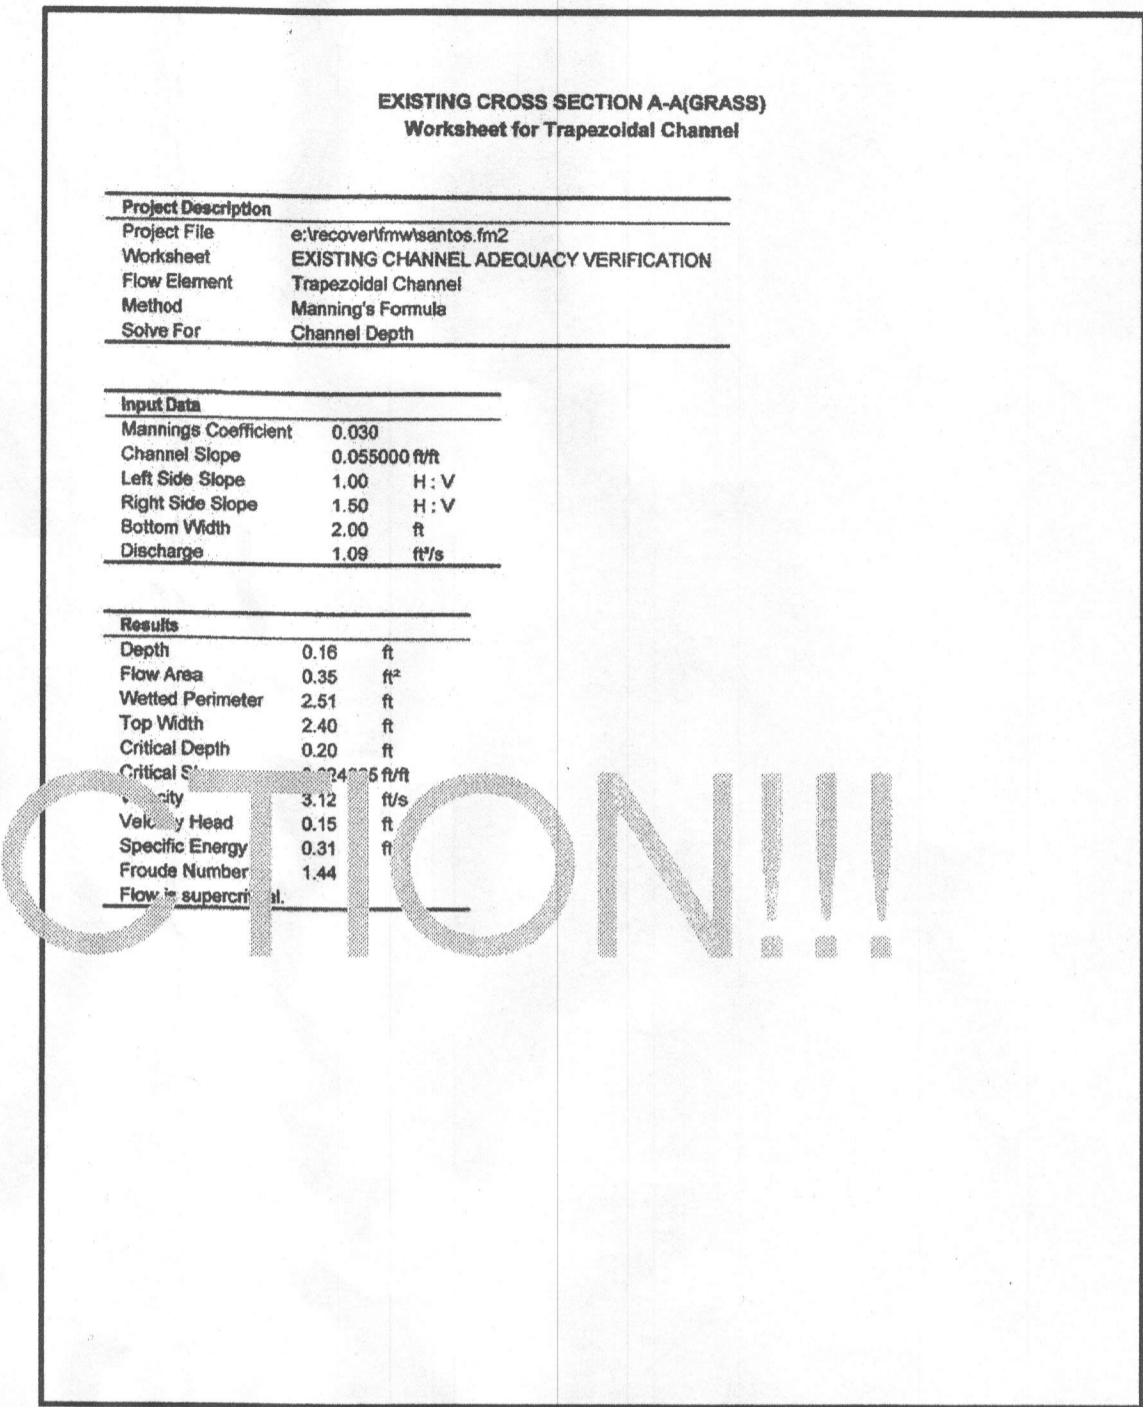 EXISTING CROSS SECTION A-A(GRASS)
Worksheet for Trapezoidal Channel
Project Description
Project File e:\recover\fmw\santos.fm2
Worksheet EXISTING CHANNEL ADEQUACY VERIFICATION
Flow Element Trapezoidal Channel
Method Manning's Formula
Solve For Channel Depth
Input Data
Mannings Coefficient 0.030
Channel Slope 0.055000 ft/ft
Left Side Slope 1.00 H : V
Right Side Slope 1.50 H : V
Bottom Width 2.00 ft
Discharge 1.09 ft³/s
Results
Depth 0.16 ft
Flow Area 0.35 ft²
Wetted Perimeter 2.51 ft
Top Width 2.40 ft
Critical Depth 0.20 ft
Critical ft/ft
3.12 ft/s
Head 0.15 ft
Specific Energy 0.31 ft
Froude Number 1.44
Flow is
CTION!!!